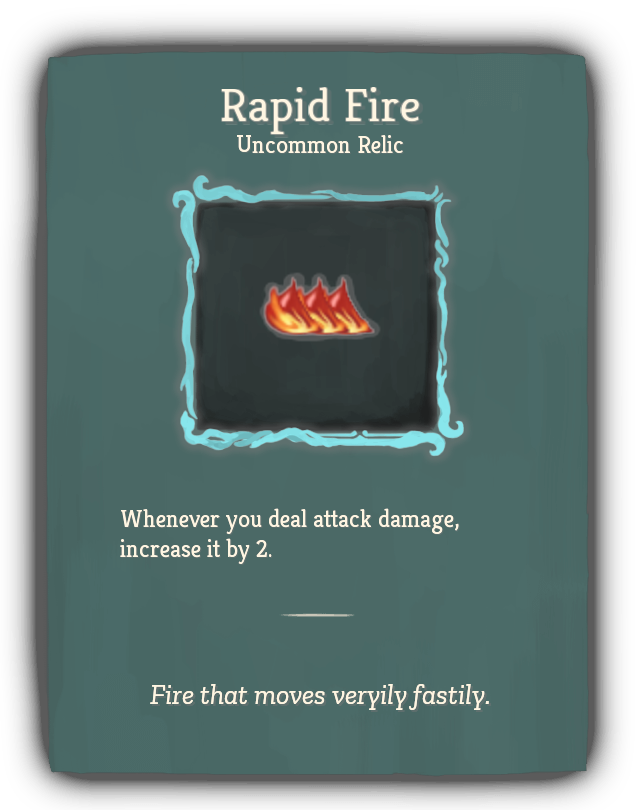 Rapid Fire
Uncommon Relic
Whenever you deal attack damage,
increase it by 2.
Fire that moves veryily fastily.